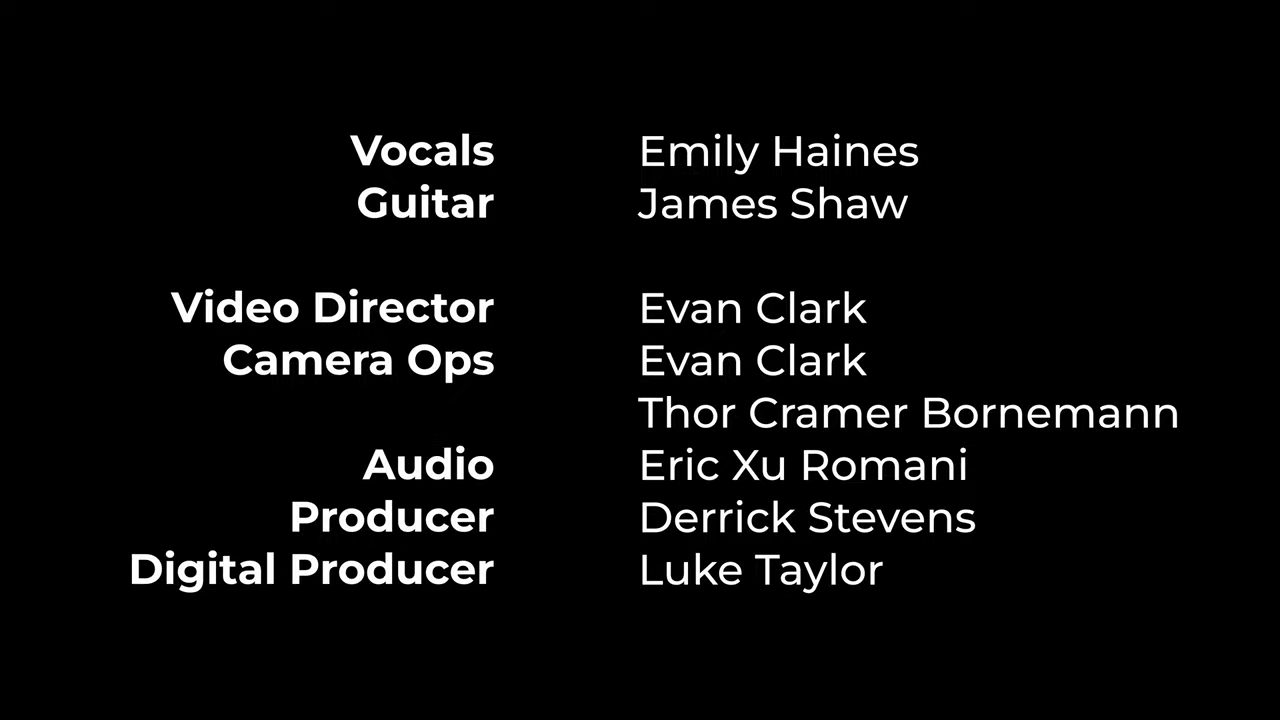 Vocals Emily Haines
Guitar James Shaw
Video Director Evan Clark
Camera Ops Evan Clark
Thor Cramer Bornemann
Audio Eric Xu Romani
Producer Derrick Stevens
Digital Producer Luke Taylor